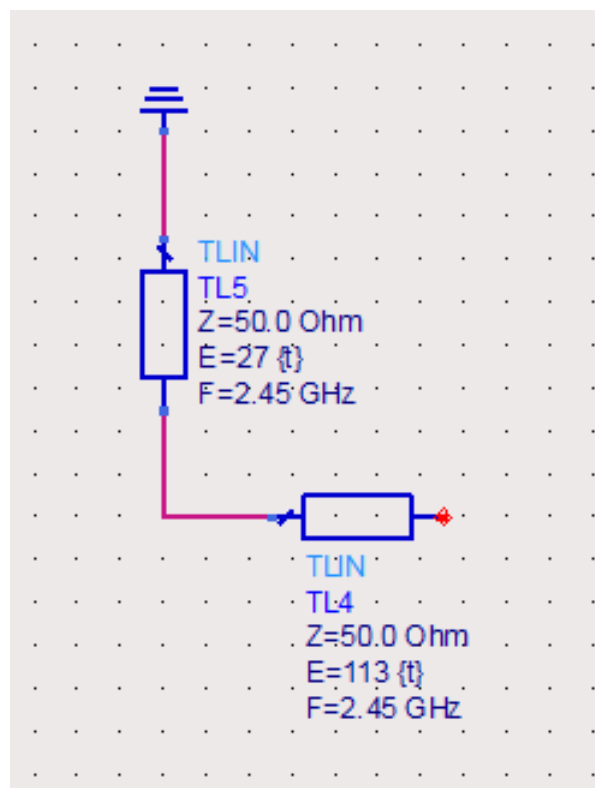 TLIN
TL5
Z=50.0 Ohm
E=27 {t}
F=2.45 GHz
TLIN
TL4
Z=50.0 Ohm
E=113 {t}
F=2.45 GHz